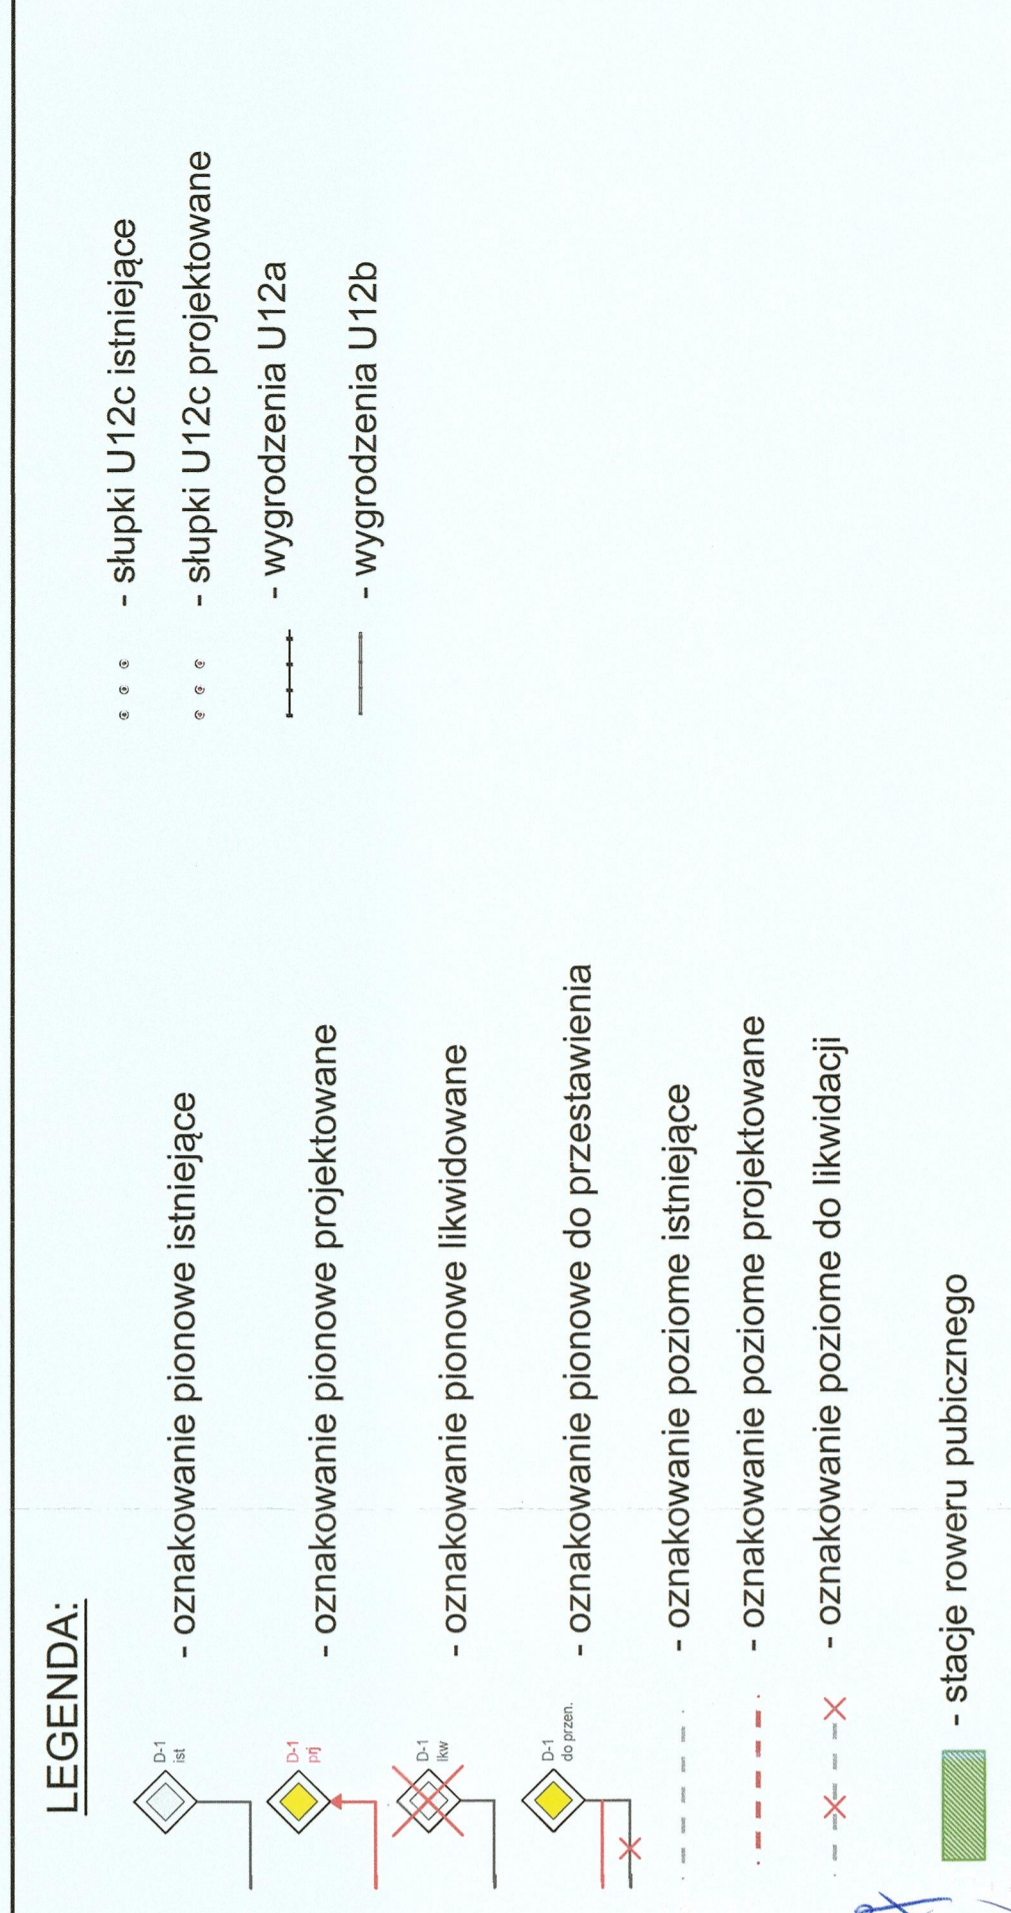 LEGENDA:
D-1
ist
- oznakowanie pionowe istniejące
D-1
prj
- oznakowanie pionowe projektowane
D-1
lkw
- oznakowanie pionowe likwidowane
D-1
do przen.
- oznakowanie pionowe do przestawienia
- oznakowanie poziome istniejące
- oznakowanie poziome projektowane
- oznakowanie poziome do likwidacji
- stacje roweru pubicznego
- słupki U12c istniejące
- słupki U12c projektowane
- wygrodzenia U12a
- wygrodzenia U12b